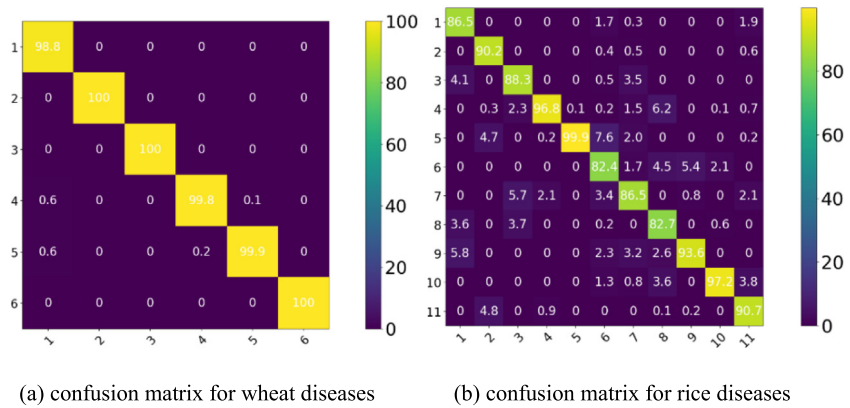 1 98.8 0 0 0 0 0
2 0 100 0 0 0 0
3 0 0 100 0 0 0
4 0.6 0 0 99.8 0.1 0
5 0.6 0 0 0.2 99.9 0
6 0 0 0 0 0 100
1 2 3 4 5 6
100
80
60
40
20
0
1 86.5 0 0 0 0 1.7 0.3 0 0 0 1.9
2 0 90.2 0 0 0 0.4 0.5 0 0 0 0.6
3 4.1 0 88.3 0 0 0.5 3.5 0 0 0 0
4 0 0.3 2.3 96.8 0.1 0.2 1.5 6.2 0 0.1 0.7
5 0 4.7 0 0.2 99.9 7.6 2.0 0 0 0 0.2
6 0 0 0 0 0 82.4 1.7 4.5 5.4 2.1 0
7 0 0 5.7 2.1 0 3.4 86.5 0 0.8 0 2.1
8 3.6 0 3.7 0 0 0.2 0 82.7 0 0.6 0
9 5.8 0 0 0 0 2.3 3.2 2.6 93.6 0 0
10 0 0 0 0 0 1.3 0.8 3.6 0 97.2 3.8
11 0 4.8 0 0.9 0 0 0 0.1 0.2 0 90.7
1 2 3 4 5 6 7 8 9 10 11
80
60
40
20
0
(a) confusion matrix for wheat diseases
(b) confusion matrix for rice diseases